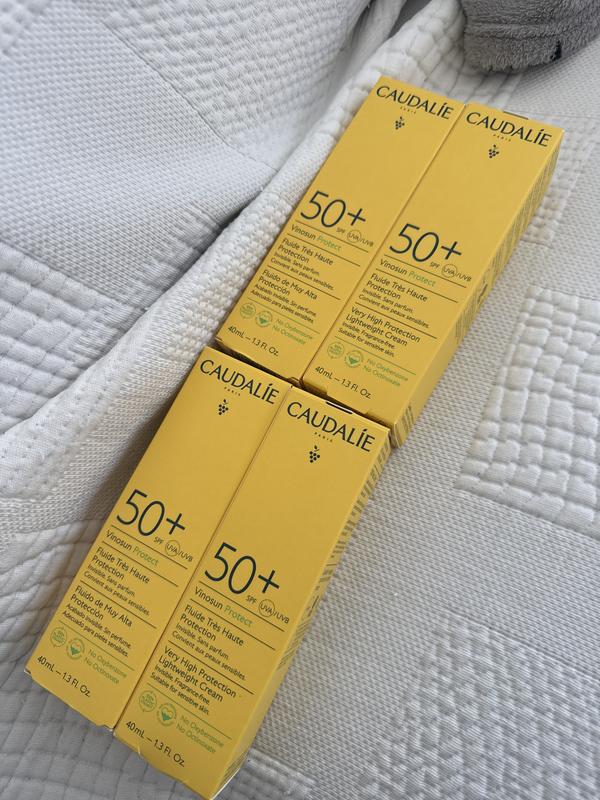 CAUDALÍE
PARIS
50+
SPF UVA/UVB
Vinosun Protect
Fluide Très Haute
Protection
Invisible. Sans parfum.
Convient aux peaux sensibles.
Fluido de Muy Alta
Protección
Acabado Invisible. Sin perfume.
Adecuado para pieles sensibles.
No Oxybenzone
No Octinoxate
40mL – 1.3 Fl. Oz.
CAUDALÍE
PARIS
50+
SPF UVA/UVB
Vinosun Protect
Fluide Très Haute
Protection
Invisible. Sans parfum.
Convient aux peaux sensibles.
Very High Protection
Lightweight Cream
Invisible. Fragrance-free.
Suitable for sensitive skin.
No Oxybenzone
No Octinoxate
40mL – 1.3 Fl. Oz.
CAUDALÍE
PARIS
50+
SPF UVA/UVB
Vinosun Protect
Fluide Très Haute
Protection
Invisible. Sans parfum.
Convient aux peaux sensibles.
Fluido de Muy Alta
Protección
Acabado Invisible. Sin perfume.
Adecuado para pieles sensibles.
No Oxybenzone
No Octinoxate
40mL – 1.3 Fl. Oz.
CAUDALÍE
PARIS
50+
SPF UVA/UVB
Vinosun Protect
Fluide Très Haute
Protection
Invisible. Sans parfum.
Convient aux peaux sensibles.
Very High Protection
Lightweight Cream
Invisible. Fragrance-free.
Suitable for sensitive skin.
No Oxybenzone
No Octinoxate
40mL – 1.3 Fl. Oz.